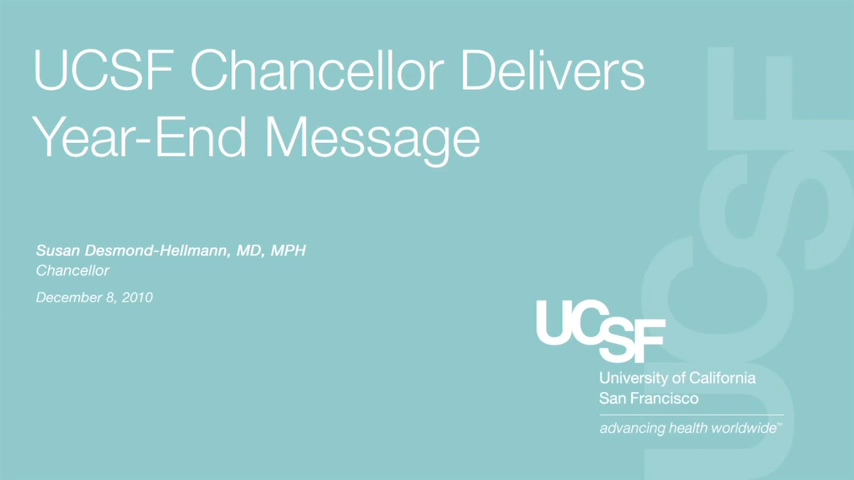 UCSF Chancellor Delivers
Year-End Message
Susan Desmond-Hellmann, MD, MPH
Chancellor
December 8, 2010
UCSF
University of California
San Francisco
advancing health worldwide™
UCSF